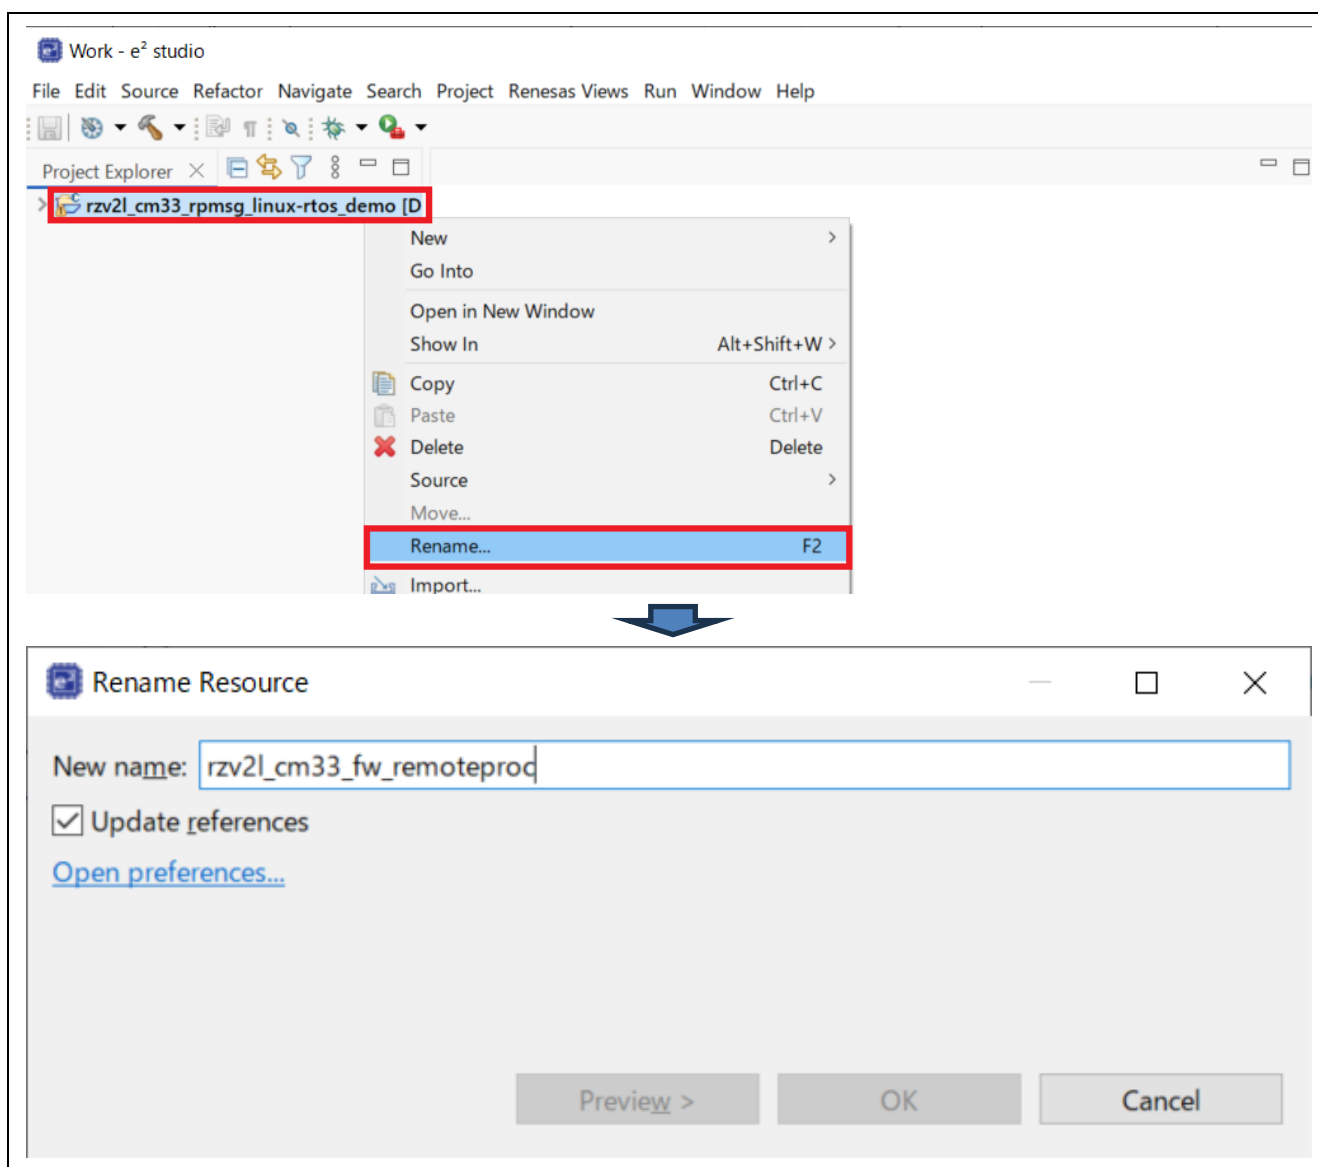 Work - e² studio
File Edit Source Refactor Navigate Search Project Renesas Views Run Window Help
Project Explorer
rzv2l_cm33_rpmsg_linux-rtos_demo [D
New
Go Into
Open in New Window
Show In Alt+Shift+W
Copy Ctrl+C
Paste Ctrl+V
Delete Delete
Source
Move...
Rename... F2
Import...
Rename Resource
New name: rzv2l_cm33_fw_remoteproc
Update references
Open preferences...
Preview > OK Cancel